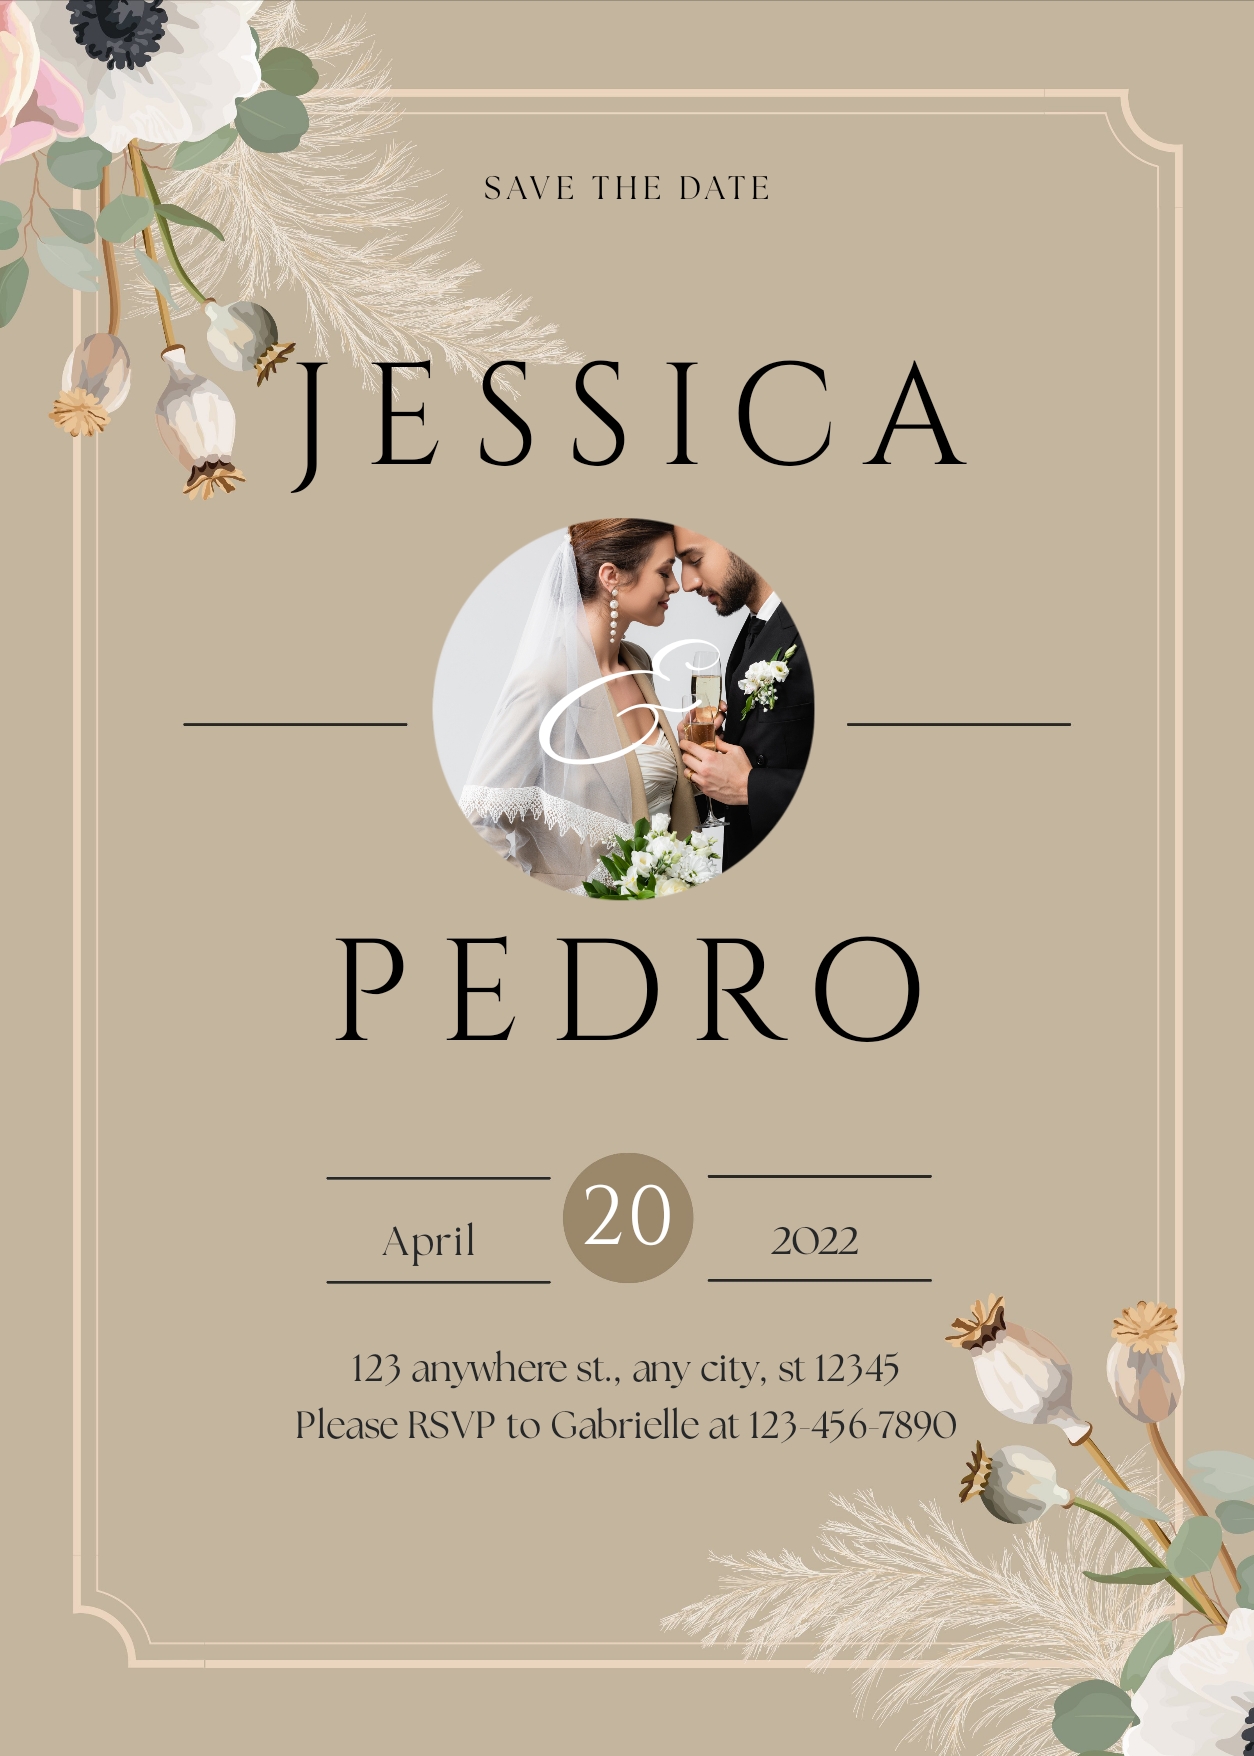 SAVE THE DATE
JESSICA
&
PEDRO
April 20 2022
123 anywhere st., any city, st 12345
Please RSVP to Gabrielle at 123-456-7890